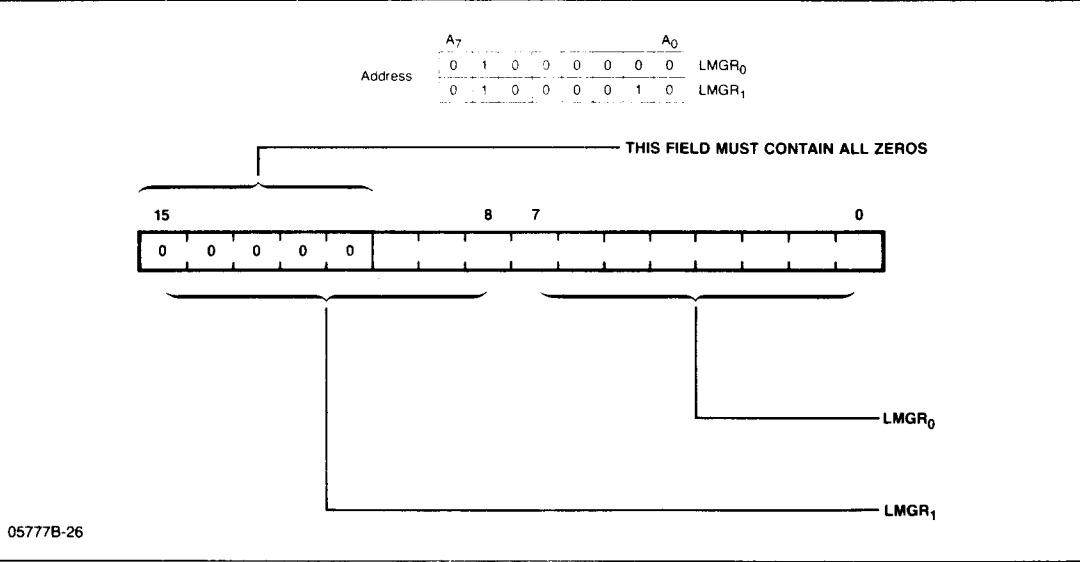 A7 A0
Address
0 1 0 0 0 0 0 0 LMGR0
0 1 0 0 0 0 1 0 LMGR1
THIS FIELD MUST CONTAIN ALL ZEROS
15 8 7 0
0 0 0 0 0
LMGR0
LMGR1
05777B-26